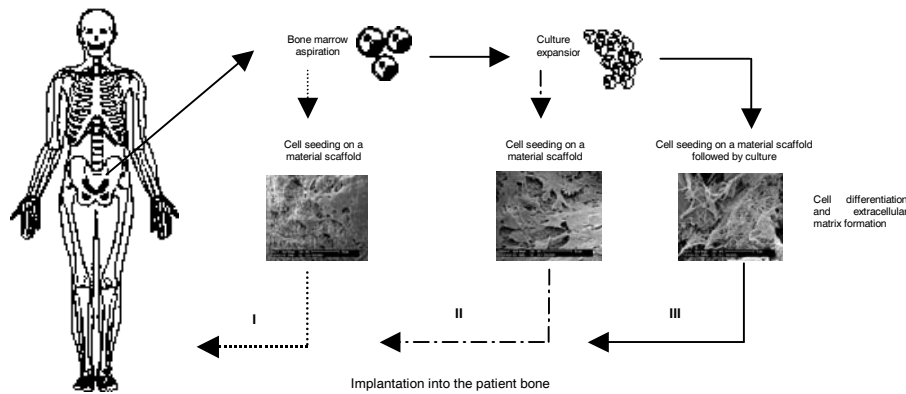 Bone marrow
aspiration
Culture
expansion
Cell seeding on a
material scaffold
Cell seeding on a
material scaffold
Cell seeding on a material scaffold
followed by culture
Cell differentiation
and extracellular
matrix formation
I
II
III
Implantation into the patient bone